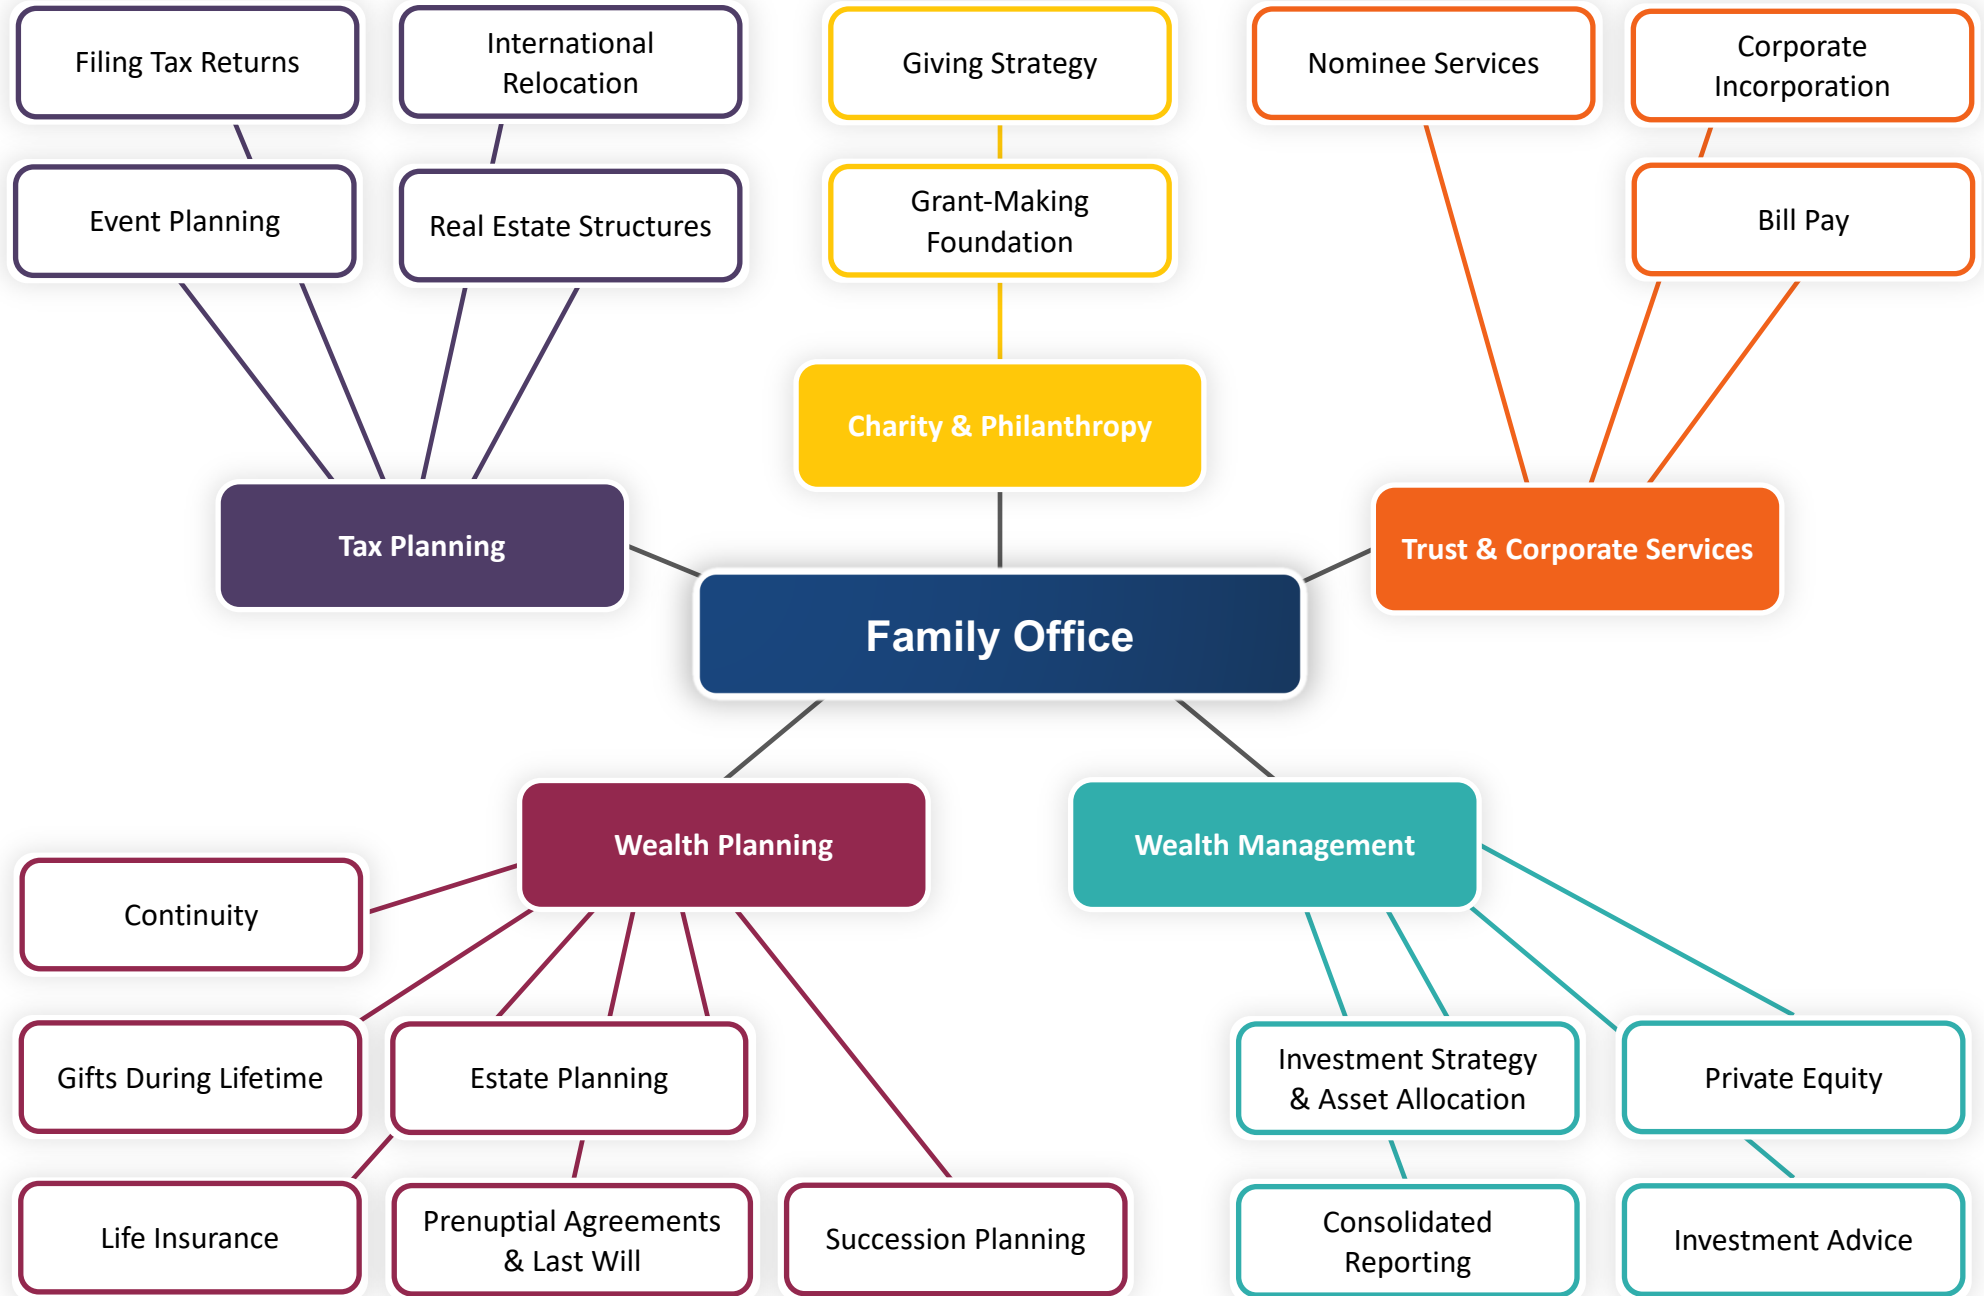 Filing Tax Returns
International
Relocation
Giving Strategy
Nominee Services
Corporate
Incorporation
Event Planning
Real Estate Structures
Grant-Making
Foundation
Bill Pay
Charity & Philanthropy
Tax Planning
Trust & Corporate Services
Family Office
Wealth Planning
Wealth Management
Continuity
Gifts During Lifetime
Estate Planning
Investment Strategy
& Asset Allocation
Private Equity
Life Insurance
Prenuptial Agreements
& Last Will
Succession Planning
Consolidated
Reporting
Investment Advice